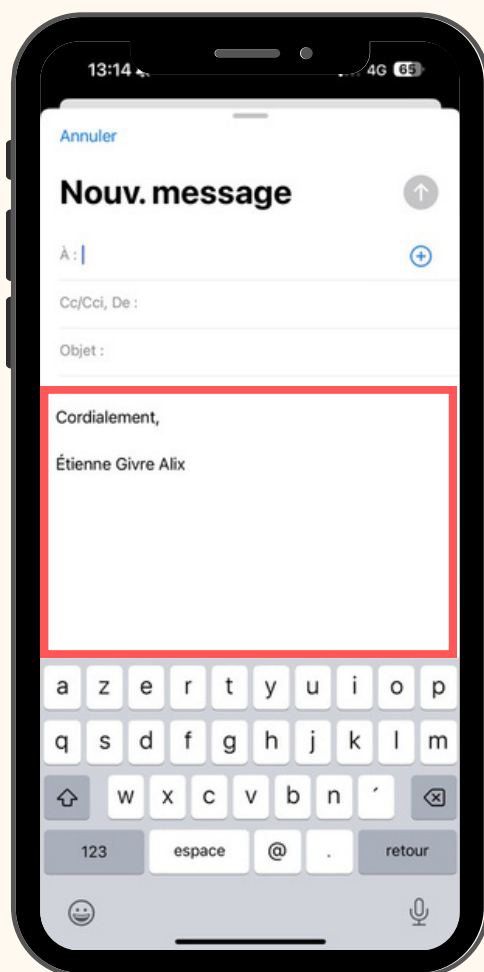 13:14 4G 65
Annuler
Nouv. message
À :
Cc/Cci, De :
Objet :
Cordialement,
Étienne Givre Alix
a z e r t y u i o p
q s d f g h j k l m
w x c v b n ´
123 espace @ . retour